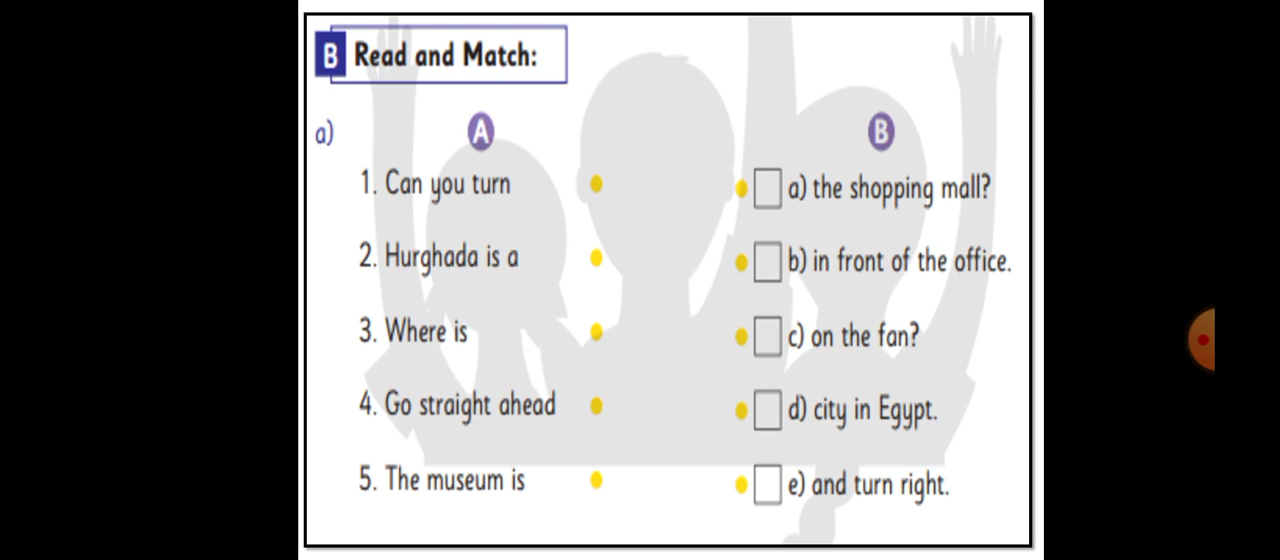 B Read and Match:
a) A B
1. Can you turn
a) the shopping mall?
2. Hurghada is a
b) in front of the office.
3. Where is
c) on the fan?
4. Go straight ahead
d) city in Egypt.
5. The museum is
e) and turn right.